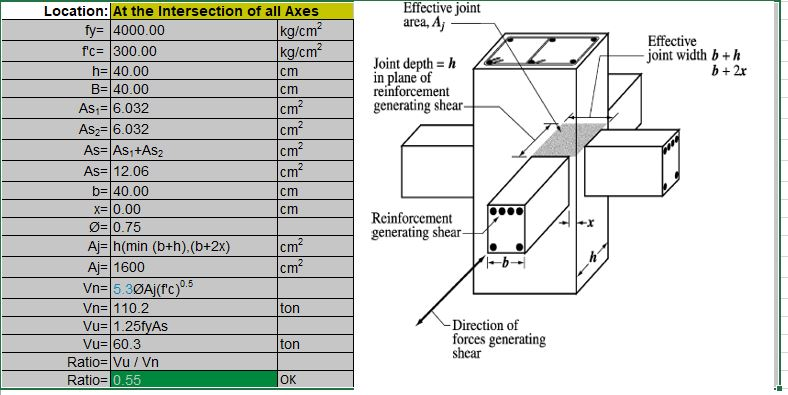 Location: At the Intersection of all Axes
fy= 4000.00 kg/cm²
f'c= 300.00 kg/cm²
h= 40.00 cm
B= 40.00 cm
As₁= 6.032 cm²
As₂= 6.032 cm²
As= As₁+As₂ cm²
As= 12.06 cm²
b= 40.00 cm
x= 0.00 cm
Ø= 0.75
Aj= h(min (b+h),(b+2x) cm²
Aj= 1600 cm²
Vn= 5.3ØAj(f'c)⁰·⁵
Vn= 110.2 ton
Vu= 1.25fyAs
Vu= 60.3 ton
Ratio= Vu / Vn
Ratio= 0.55 OK
Effective joint
area, Aj
Effective
joint width b + h
b + 2x
Joint depth = h
in plane of
reinforcement
generating shear
Reinforcement
generating shear
x
b
h
Direction of
forces generating
shear